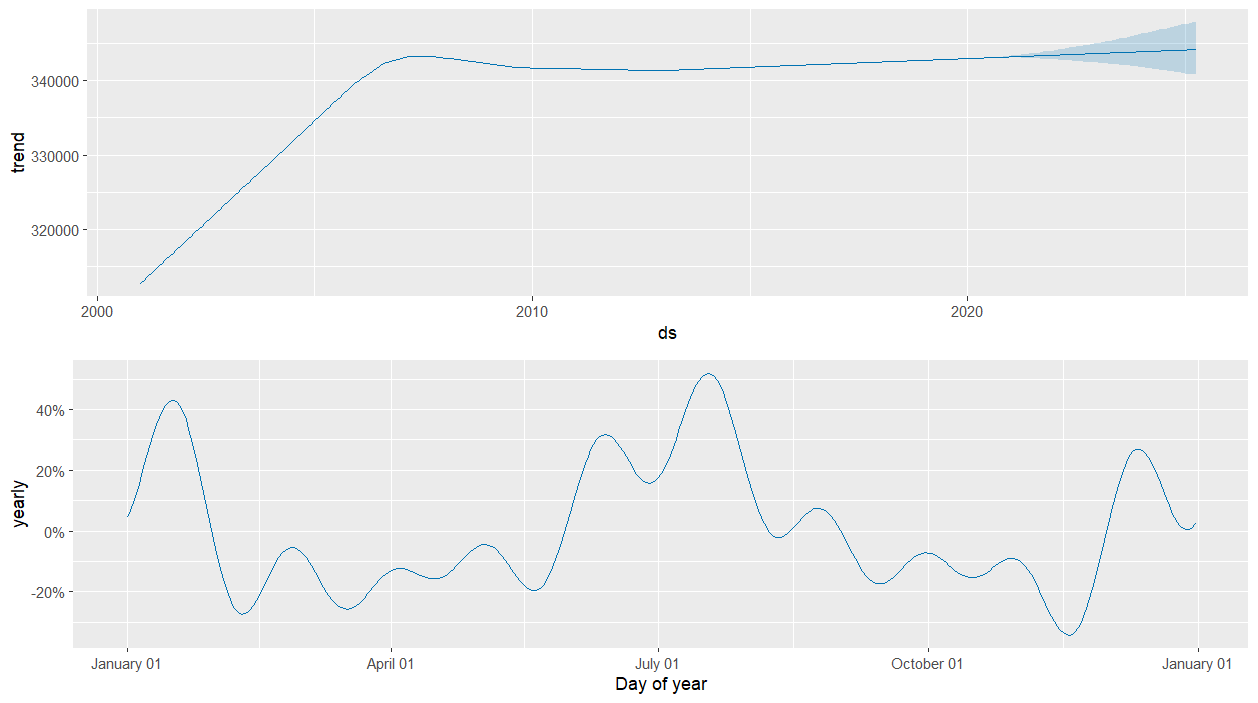 340000
330000
320000
trend
2000 2010 2020
ds
40%
20%
0%
-20%
yearly
January 01 April 01 July 01 October 01 January 01
Day of year